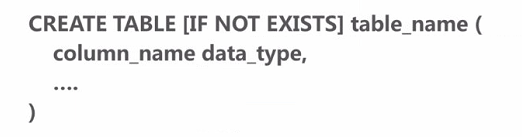 CREATE TABLE [IF NOT EXISTS] table_name (
column_name data_type,
....
)